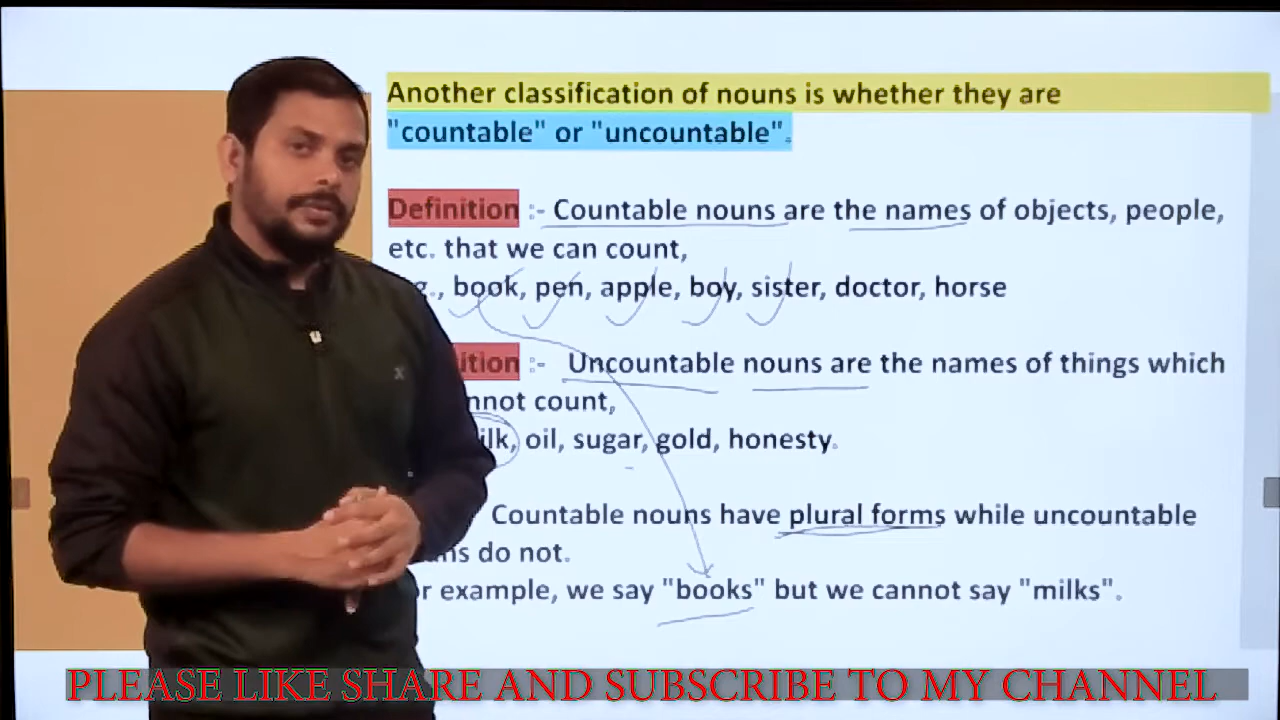 Another classification of nouns is whether they are
"countable" or "uncountable".
Definition :- Countable nouns are the names of objects, people,
etc. that we can count,
book, pen, apple, boy, sister, doctor, horse
:- Uncountable nouns are the names of things which
count,
oil, sugar, gold, honesty.
Countable nouns have plural forms while uncountable
do not.
example, we say "books" but we cannot say "milks".
PLEASE LIKE SHARE AND SUBSCRIBE TO MY CHANNEL